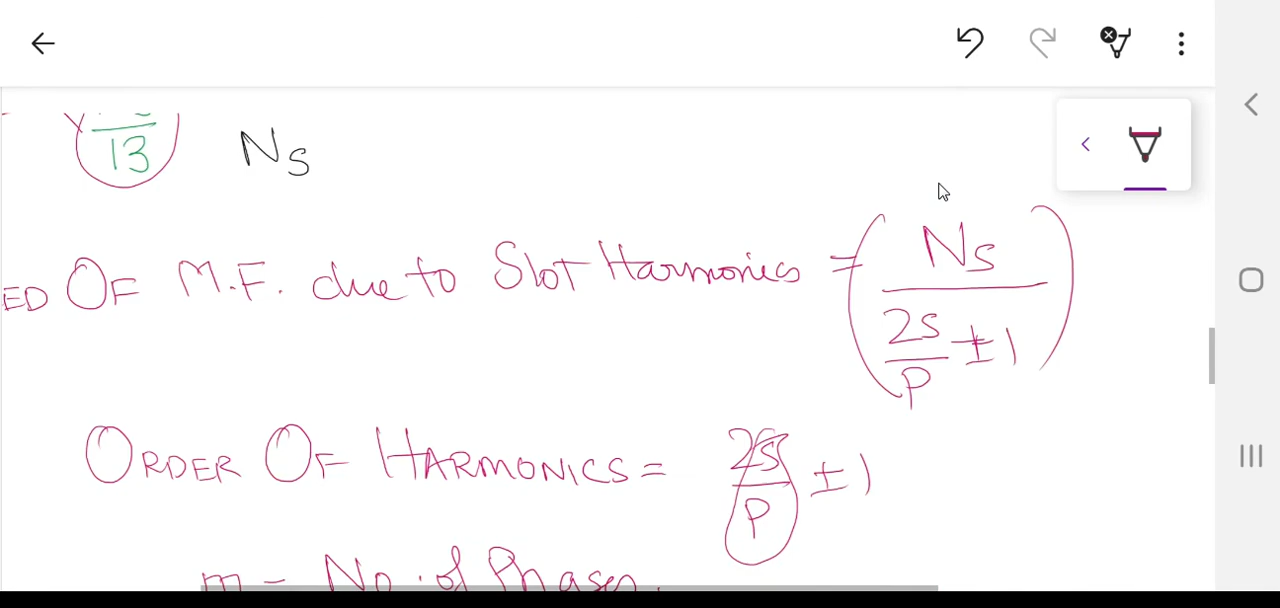 13 Ns
ED OF M.F. due to Slot Harmonics = (Ns / (2s/P ± 1))
ORDER OF HARMONICS = 2s/P ± 1
m - No. of Phases.